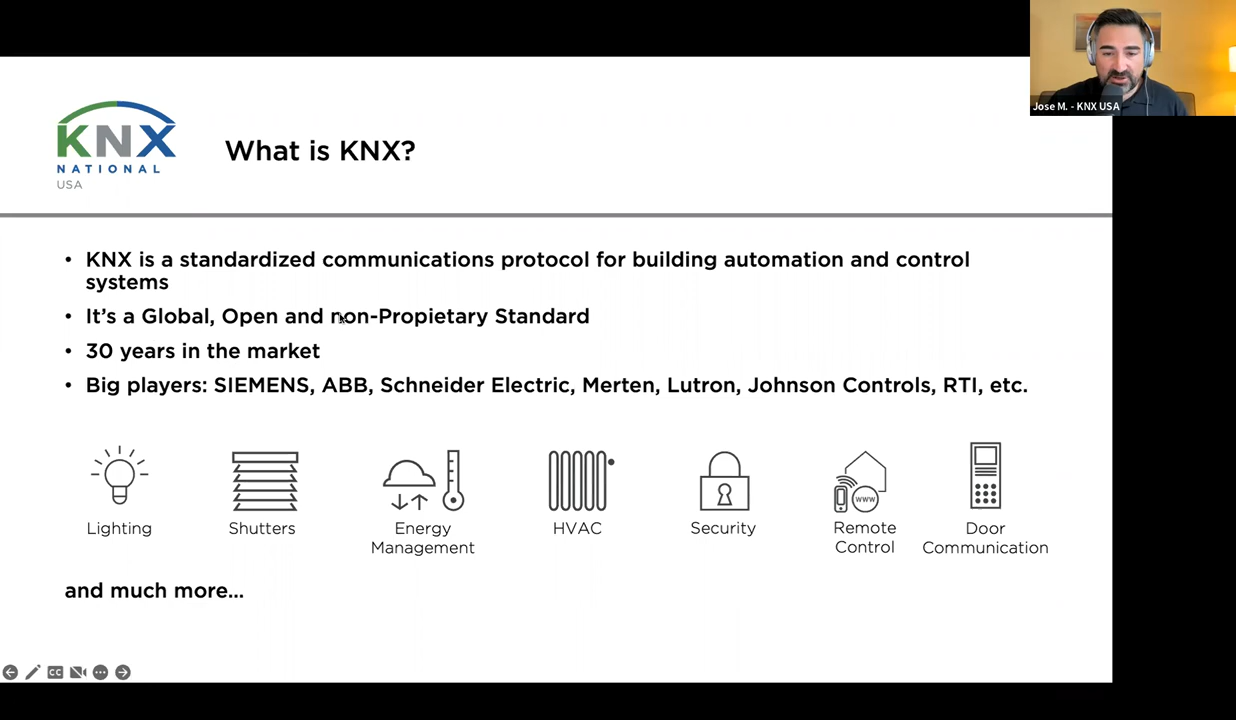 Jose M. - KNX USA
KNX
NATIONAL
USA
What is KNX?
• KNX is a standardized communications protocol for building automation and control
systems
• It’s a Global, Open and non-Propietary Standard
• 30 years in the market
• Big players: SIEMENS, ABB, Schneider Electric, Merten, Lutron, Johnson Controls, RTI, etc.
www
Lighting
Shutters
Energy
Management
HVAC
Security
Remote
Control
Door
Communication
and much more...
CC